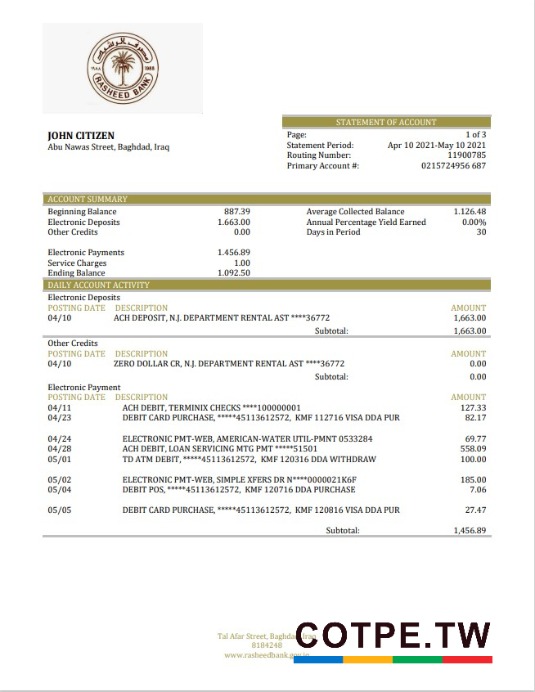 مصرف الرشيد
RASHEED BANK
STATEMENT OF ACCOUNT
JOHN CITIZEN
Abu Nawas Street, Baghdad, Iraq
Page: 1 of 3
Statement Period: Apr 10 2021-May 10 2021
Routing Number: 11900785
Primary Account #: 0215724956 687
ACCOUNT SUMMARY
Beginning Balance 887.39 Average Collected Balance 1.126.48
Electronic Deposits 1.663.00 Annual Percentage Yield Earned 0.00%
Other Credits 0.00 Days in Period 30
Electronic Payments 1.456.89
Service Charges 1.00
Ending Balance 1.092.50
DAILY ACCOUNT ACTIVITY
Electronic Deposits
POSTING DATE DESCRIPTION AMOUNT
04/10 ACH DEPOSIT, N.J. DEPARTMENT RENTAL AST ****36772 1,663.00
Subtotal: 1,663.00
Other Credits
POSTING DATE DESCRIPTION AMOUNT
04/10 ZERO DOLLAR CR, N.J. DEPARTMENT RENTAL AST ****36772 0.00
Subtotal: 0.00
Electronic Payment
POSTING DATE DESCRIPTION AMOUNT
04/11 ACH DEBIT, TERMINIX CHECKS ****100000001 127.33
04/23 DEBIT CARD PURCHASE, *****45113612572, KMF 112716 VISA DDA PUR 82.17
04/24 ELECTRONIC PMT-WEB, AMERICAN-WATER UTIL-PMNT 0533284 69.77
04/28 ACH DEBIT, LOAN SERVICING MTG PMT *****51501 558.09
05/01 TD ATM DEBIT, *****45113612572, KMF 120316 DDA WITHDRAW 100.00
05/02 ELECTRONIC PMT-WEB, SIMPLE XFERS DR N****0000021K6F 185.00
05/04 DEBIT POS, *****45113612572, KMF 120716 DDA PURCHASE 7.06
05/05 DEBIT CARD PURCHASE, *****45113612572, KMF 120816 VISA DDA PUR 27.47
Subtotal: 1,456.89
Tal Afar Street, Baghdad, Iraq
8184248
www.rasheedbank.gov.iq
COTPE.TW